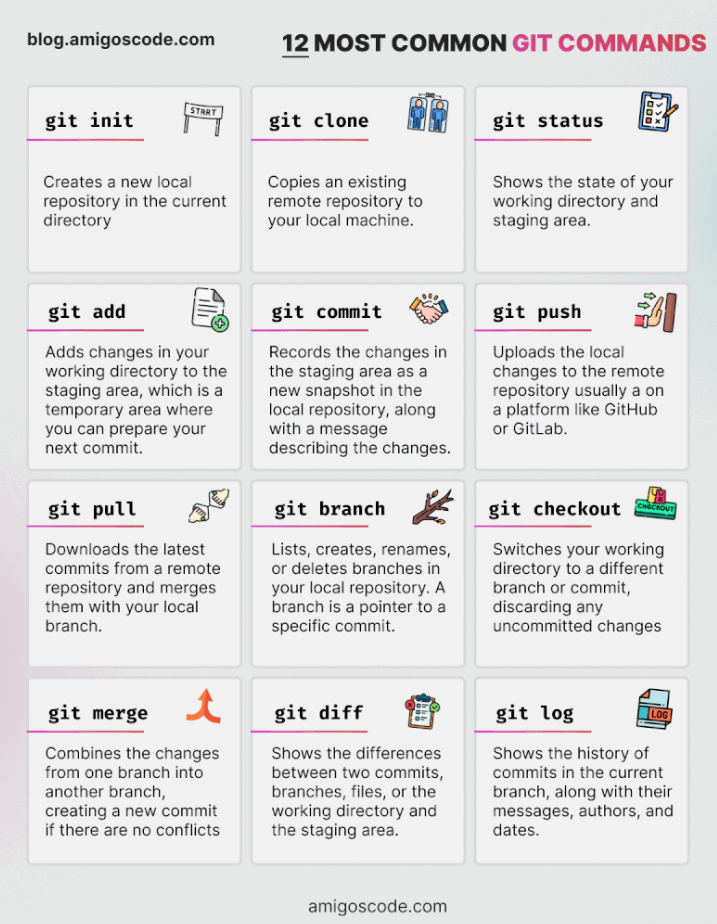 blog.amigoscode.com
12 MOST COMMON GIT COMMANDS
git init
START
Creates a new local
repository in the current
directory
git clone
Copies an existing
remote repository to
your local machine.
git status
Shows the state of your
working directory and
staging area.
git add
Adds changes in your
working directory to the
staging area, which is a
temporary area where
you can prepare your
next commit.
git commit
Records the changes in
the staging area as a
new snapshot in the
local repository, along
with a message
describing the changes.
git push
Uploads the local
changes to the remote
repository usually a on
a platform like GitHub
or GitLab.
git pull
Downloads the latest
commits from a remote
repository and merges
them with your local
branch.
git branch
Lists, creates, renames,
or deletes branches in
your local repository. A
branch is a pointer to a
specific commit.
git checkout
CHECKOUT
Switches your working
directory to a different
branch or commit,
discarding any
uncommitted changes
git merge
Combines the changes
from one branch into
another branch,
creating a new commit
if there are no conflicts
git diff
Shows the differences
between two commits,
branches, files, or the
working directory and
the staging area.
git log
LOG
Shows the history of
commits in the current
branch, along with their
messages, authors, and
dates.
amigoscode.com